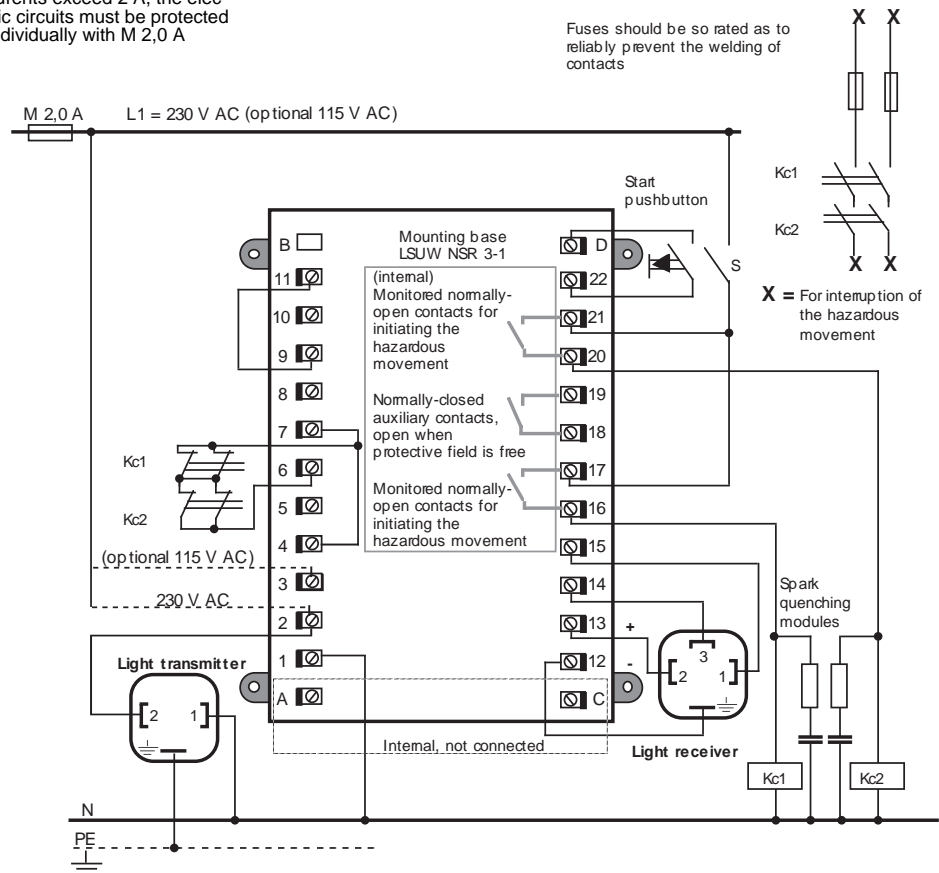 urrents exceed 2 A, the elec
ic circuits must be protected
dividually with M 2,0 A
Fuses should be so rated as to
reliably prevent the welding of
contacts
X X
M 2,0 A
L1 = 230 V AC (optional 115 V AC)
Kc1
Kc2
X X
X = For interruption of
the hazardous
movement
Start
pushbutton
S
Mounting base
LSUW NSR 3-1
(internal)
Monitored normally-
open contacts for
initiating the
hazardous
movement
Normally-closed
auxiliary contacts,
open when
protective field is free
Monitored normally-
open contacts for
initiating the
hazardous movement
B
11
10
9
8
7
6
5
4
3
2
1
A
D
22
21
20
19
18
17
16
15
14
13
12
C
Kc1
Kc2
(optional 115 V AC)
230 V AC
+
-
Light transmitter
2 1
Internal, not connected
3
2 1
Light receiver
Spark
quenching
modules
Kc1
Kc2
N
PE